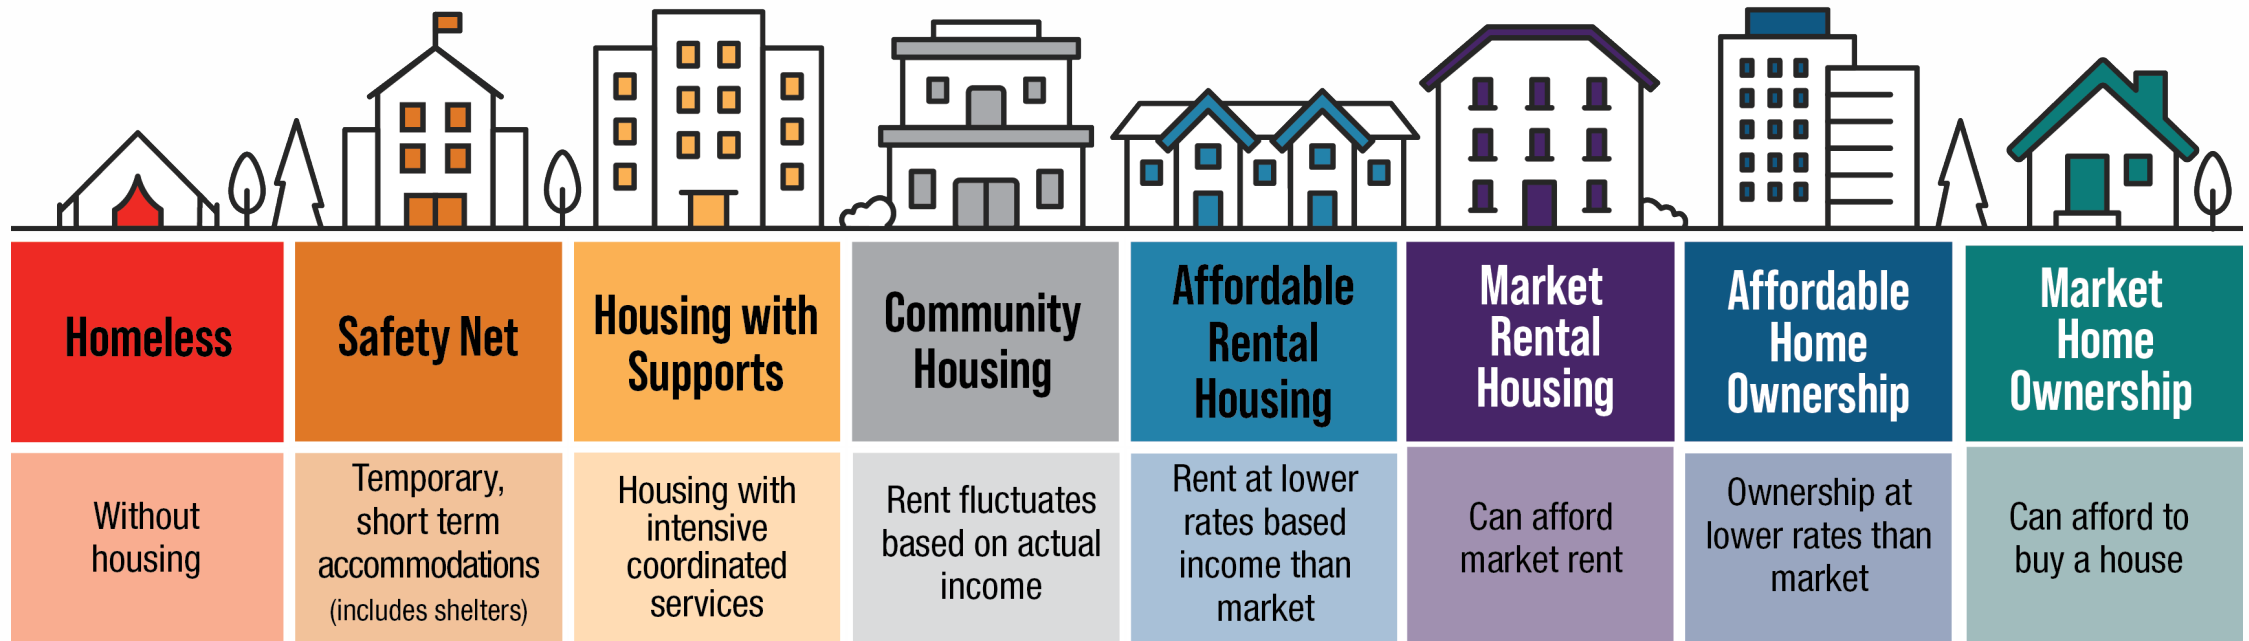 Homeless
Safety Net
Housing with
Supports
Community
Housing
Affordable
Rental
Housing
Market
Rental
Housing
Affordable
Home
Ownership
Market
Home
Ownership
Without
housing
Temporary,
short term
accommodations
(includes shelters)
Housing with
intensive
coordinated
services
Rent fluctuates
based on actual
income
Rent at lower
rates based
income than
market
Can afford
market rent
Ownership at
lower rates than
market
Can afford to
buy a house